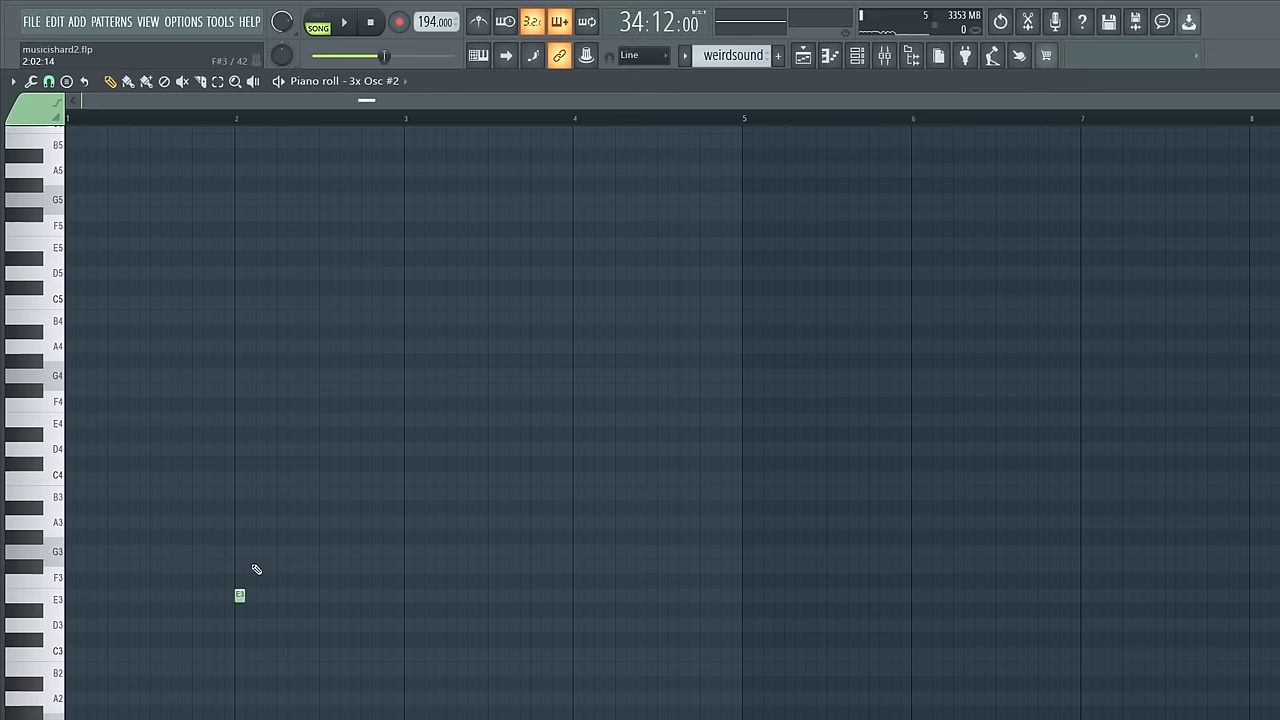 FILE EDIT ADD PATTERNS VIEW OPTIONS TOOLS HELP
SONG
194.000
3.2.1
34:12:00
B:S:T
5
3353 MB
0
musicishard2.flp
2:02:14
F#3 / 42
Line
weirdsound
+
Piano roll - 3x Osc #2
1 2 3 4 5 6 7 8
B5
A5
G5
F5
E5
D5
C5
B4
A4
G4
F4
E4
D4
C4
B3
A3
G3
F3
E3 E3
D3
C3
B2
A2